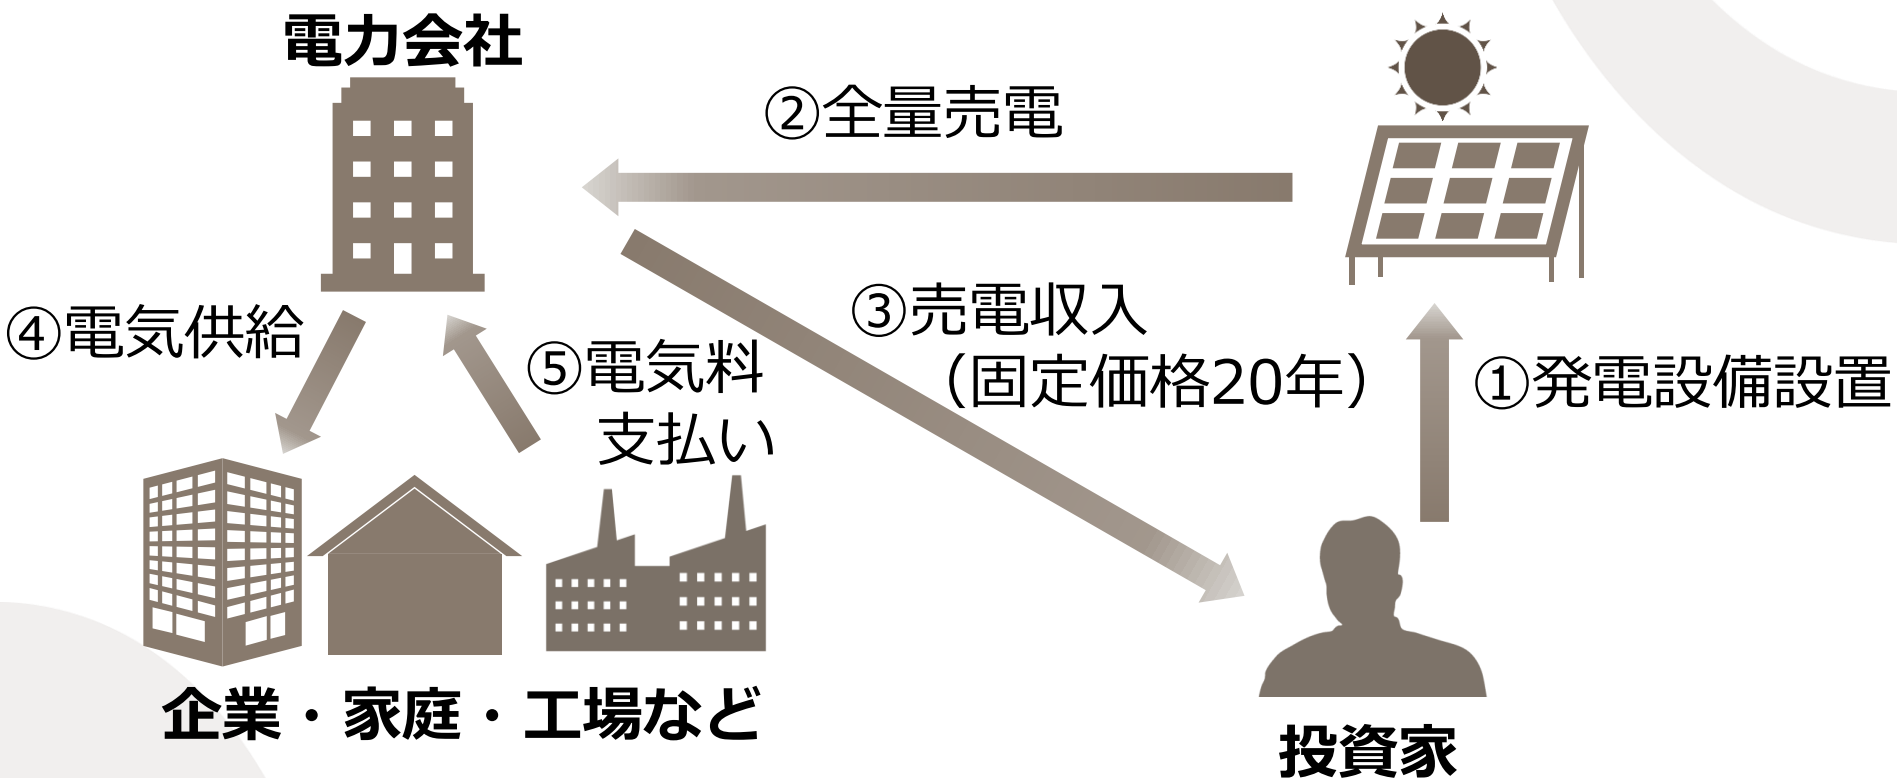 電力会社
②全量売電
③売電収入
（固定価格20年）
①発電設備設置
④電気供給
⑤電気料
支払い
企業・家庭・工場など
投資家